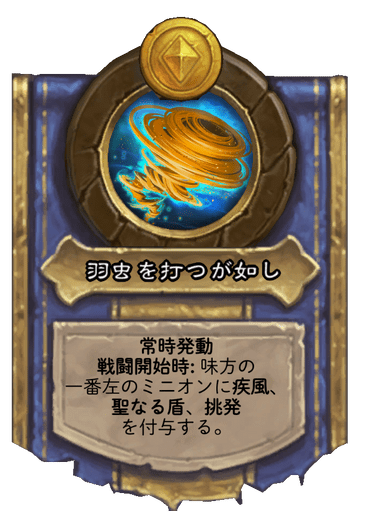 羽虫を打つが如し
常時発動
戦闘開始時: 味方の
一番左のミニオンに疾風、
聖なる盾、挑発
を付与する。